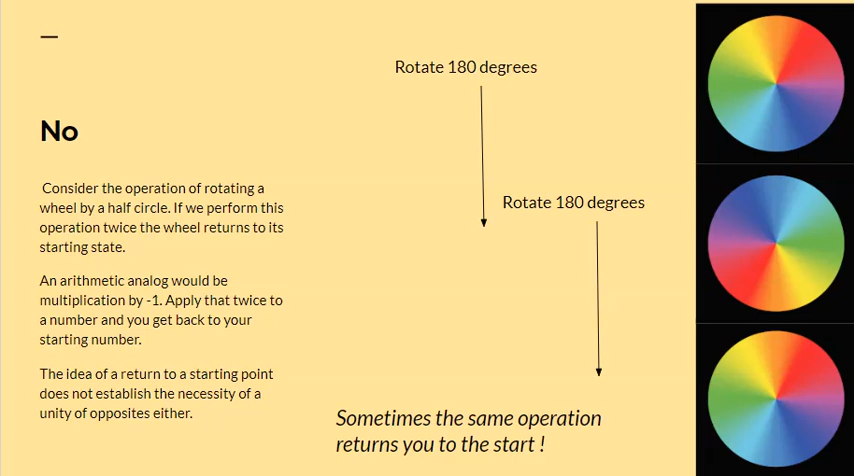 No
Consider the operation of rotating a
wheel by a half circle. If we perform this
operation twice the wheel returns to its
starting state.
An arithmetic analog would be
multiplication by -1. Apply that twice to
a number and you get back to your
starting number.
The idea of a return to a starting point
does not establish the necessity of a
unity of opposites either.
Rotate 180 degrees
Rotate 180 degrees
Sometimes the same operation
returns you to the start !